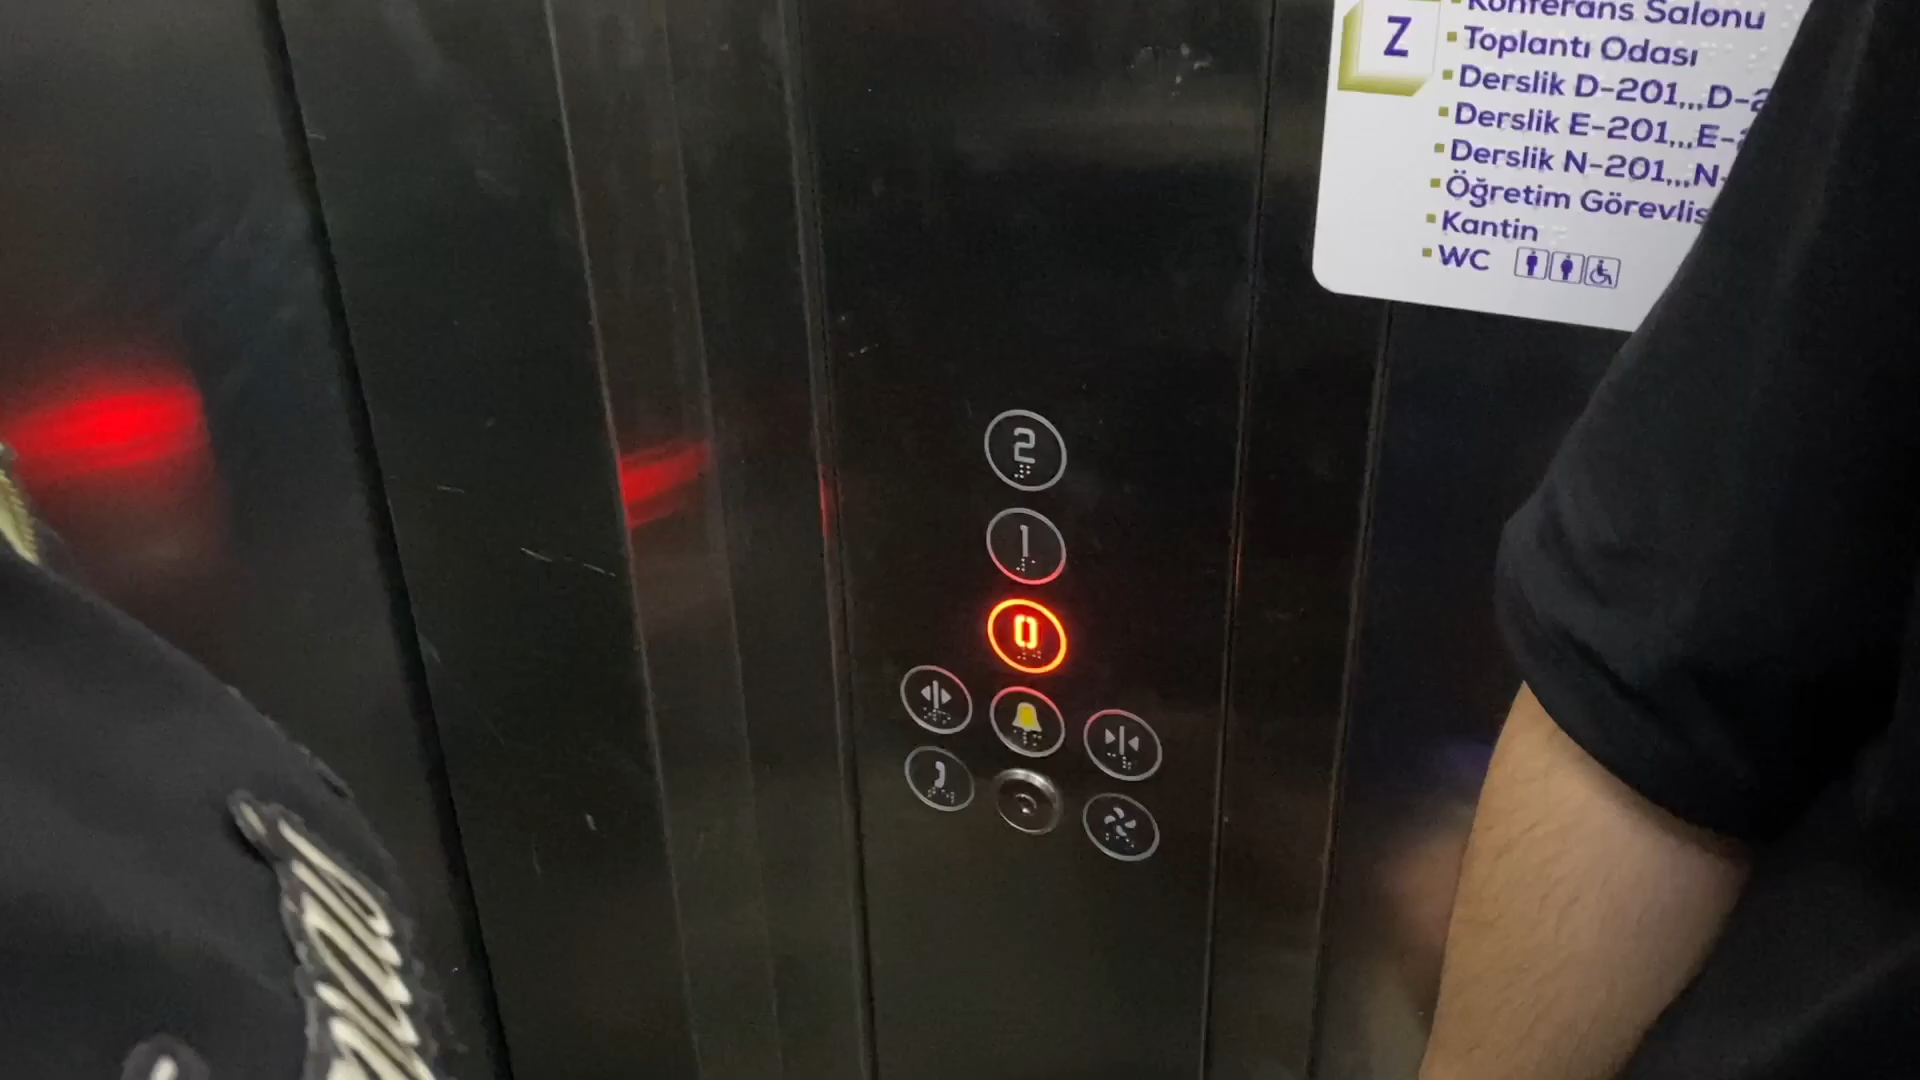 Konferans Salonu
Z
Toplantı Odası
Derslik D-201,,,D-
Derslik E-201,,,E-
Derslik N-201,,,N-
Öğretim Görevlis
Kantin
WC
2
1
0